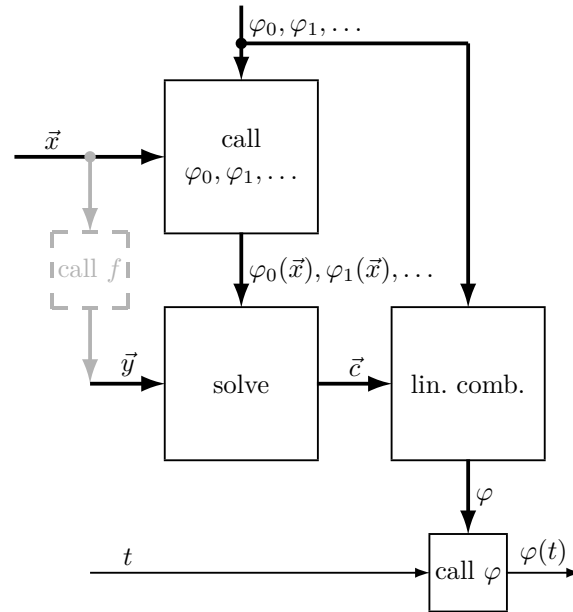 φ₀, φ₁, …
x⃗
call
φ₀, φ₁, …
call f
φ₀(x⃗), φ₁(x⃗), …
y⃗
solve
c⃗
lin. comb.
φ
t
call φ
φ(t)